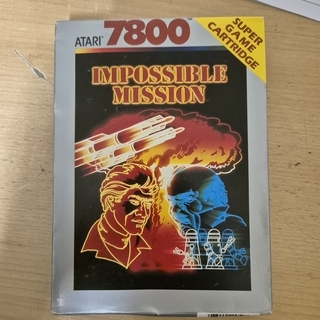 ATARI 7800
SUPER
GAME
CARTRIDGE
IMPOSSIBLE
MISSION